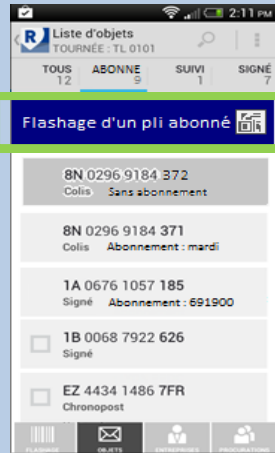 2:11 PM
R Liste d'objets
TOURNÉE : TL 0101
TOUS ABONNE SUIVI SIGNÉ
12 9 1 7
Flashage d'un pli abonné
8N 0296 9184 372
Colis Sans abonnement
8N 0296 9184 371
Colis Abonnement : mardi
1A 0676 1057 185
Signé Abonnement : 691900
1B 0068 7922 626
Signé
EZ 4434 1486 7FR
Chronopost
FLASHAGE OBJETS ENTREPRISES PROCURATIONS